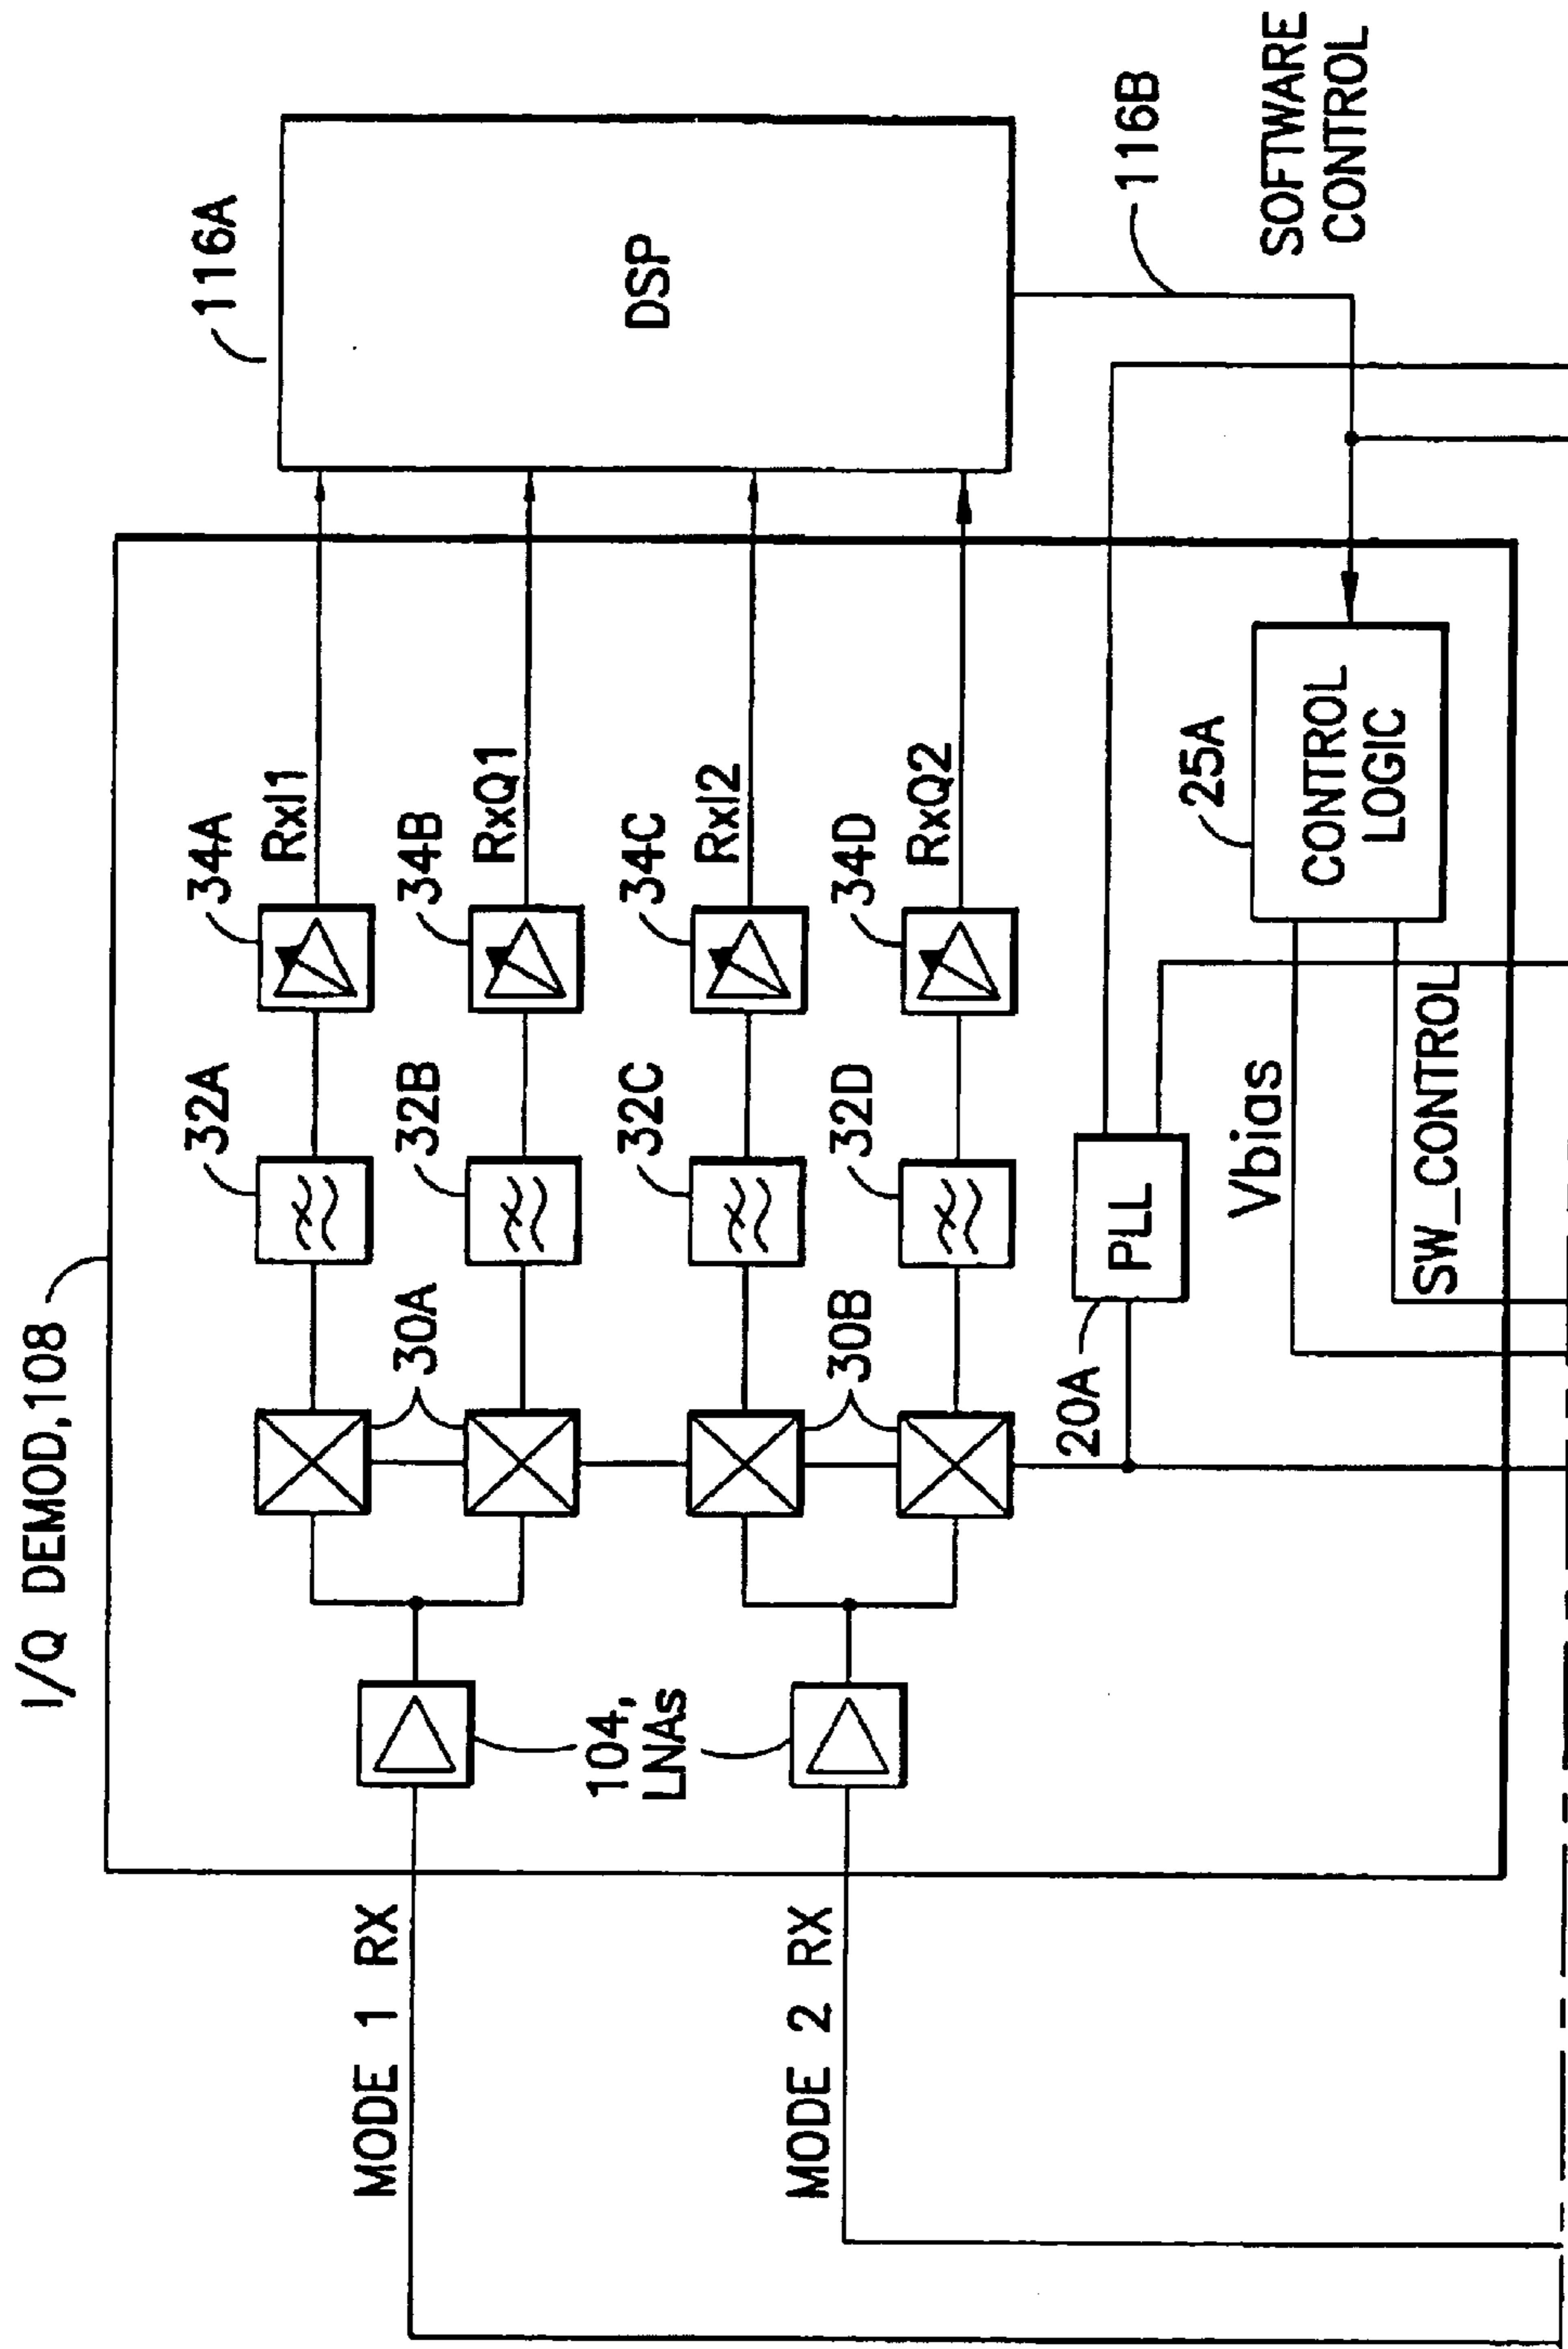 I/Q DEMOD,108
116A
DSP
116B
SOFTWARE
CONTROL
34A
RxI1
34B
RxQ1
34C
RxI2
34D
RxQ2
32A
32B
32C
32D
30A
30B
25A
CONTROL
LOGIC
20A
PLL
Vbias
SW_CONTROL
104,
LNAs
MODE 1 RX
MODE 2 RX